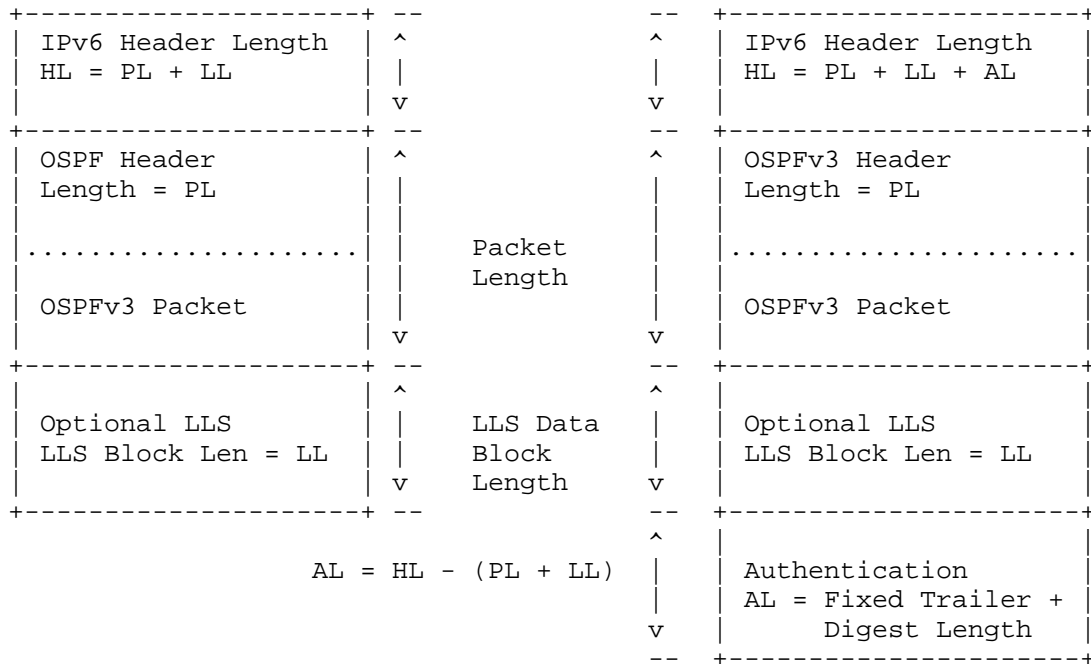 IPv6 Header Length IPv6 Header Length
HL = PL + LL HL = PL + LL + AL
OSPF Header OSPFv3 Header
Length = PL Length = PL
..................... Packet ......................
Length
OSPFv3 Packet OSPFv3 Packet
Optional LLS LLS Data Optional LLS
LLS Block Len = LL Block LLS Block Len = LL
Length
AL = HL - (PL + LL) Authentication
AL = Fixed Trailer +
Digest Length